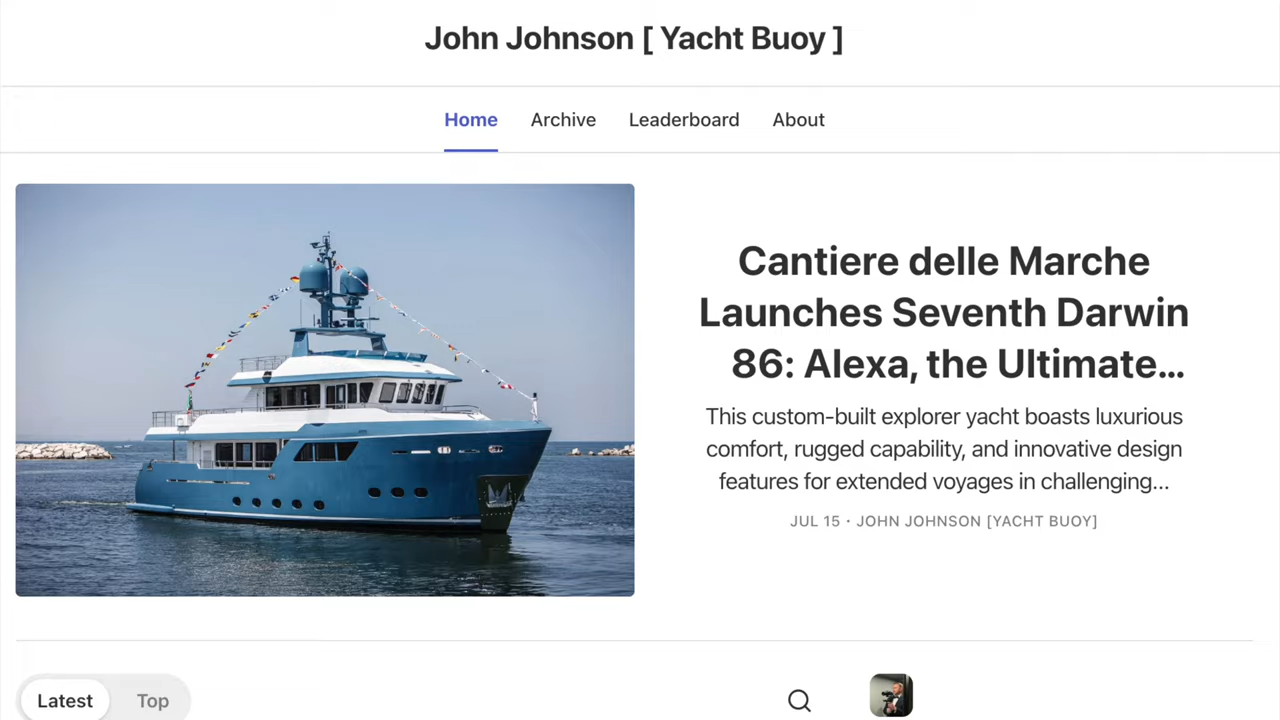 John Johnson [ Yacht Buoy ]
Home Archive Leaderboard About
Cantiere delle Marche
Launches Seventh Darwin
86: Alexa, the Ultimate...
This custom-built explorer yacht boasts luxurious
comfort, rugged capability, and innovative design
features for extended voyages in challenging...
JUL 15 · JOHN JOHNSON [YACHT BUOY]
Latest Top